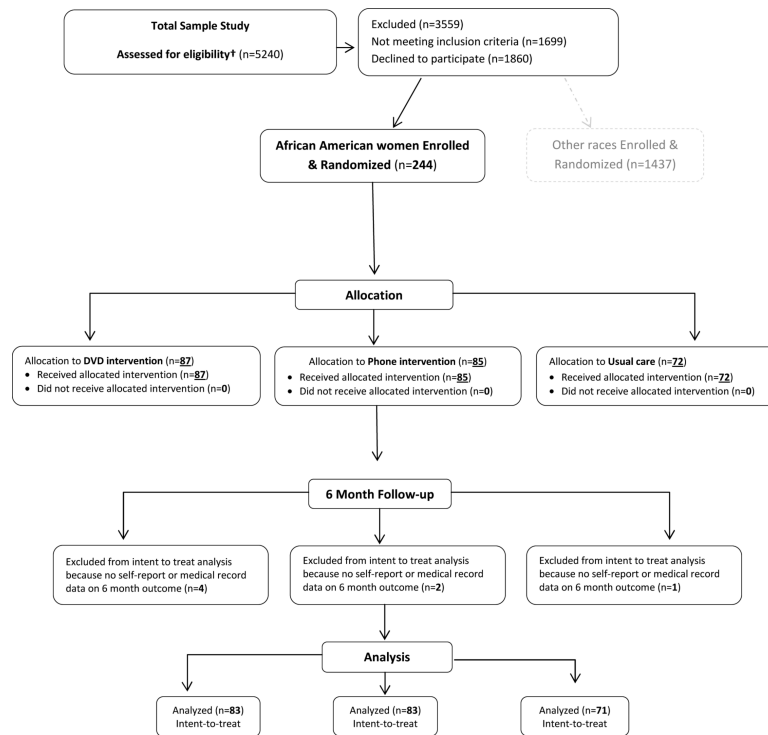 Total Sample Study
Assessed for eligibility† (n=5240)
Excluded (n=3559)
Not meeting inclusion criteria (n=1699)
Declined to participate (n=1860)
African American women Enrolled
& Randomized (n=244)
Other races Enrolled &
Randomized (n=1437)
Allocation
Allocation to DVD intervention (n=87)
• Received allocated intervention (n=87)
• Did not receive allocated intervention (n=0)
Allocation to Phone intervention (n=85)
• Received allocated intervention (n=85)
• Did not receive allocated intervention (n=0)
Allocation to Usual care (n=72)
• Received allocated intervention (n=72)
• Did not receive allocated intervention (n=0)
6 Month Follow-up
Excluded from intent to treat analysis
because no self-report or medical record
data on 6 month outcome (n=4)
Excluded from intent to treat analysis
because no self-report or medical record
data on 6 month outcome (n=2)
Excluded from intent to treat analysis
because no self-report or medical record
data on 6 month outcome (n=1)
Analysis
Analyzed (n=83)
Intent-to-treat
Analyzed (n=83)
Intent-to-treat
Analyzed (n=71)
Intent-to-treat